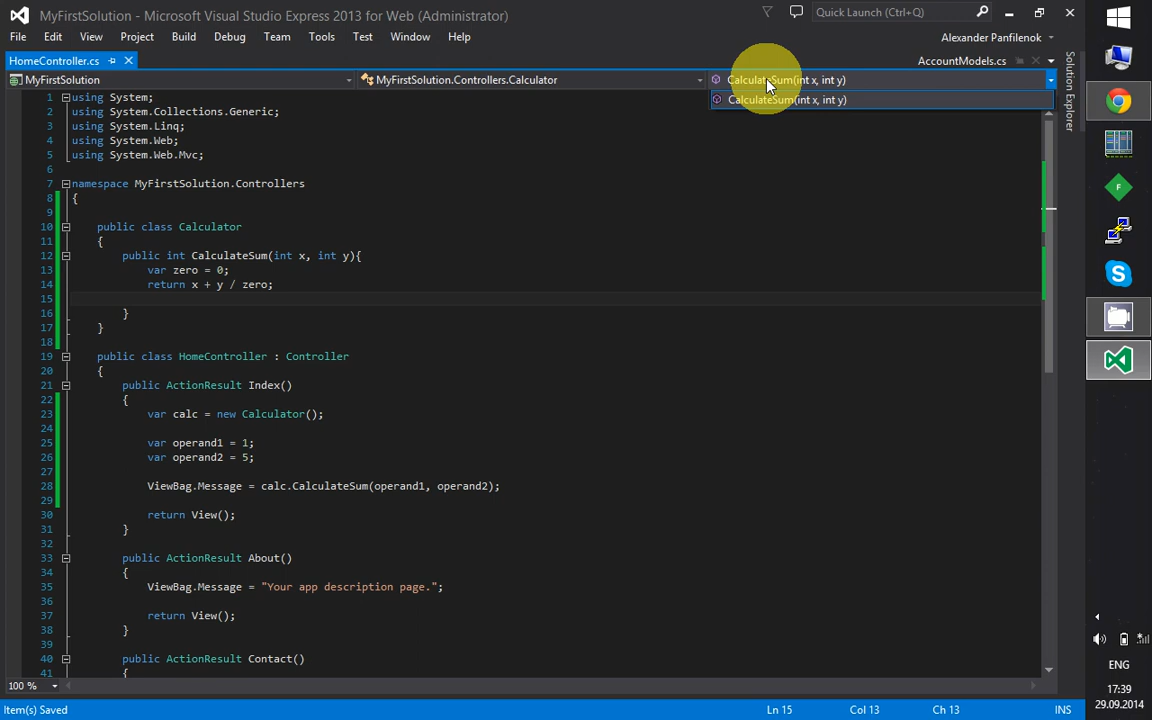 MyFirstSolution - Microsoft Visual Studio Express 2013 for Web (Administrator)
Quick Launch (Ctrl+Q)
File Edit View Project Build Debug Team Tools Test Window Help
Alexander Panfilenok
HomeController.cs
AccountModels.cs
Solution Explorer
MyFirstSolution
MyFirstSolution.Controllers.Calculator
CalculateSum(int x, int y)
CalculateSum(int x, int y)
1 using System;
2 using System.Collections.Generic;
3 using System.Linq;
4 using System.Web;
5 using System.Web.Mvc;
6
7 namespace MyFirstSolution.Controllers
8 {
9
10 public class Calculator
11 {
12 public int CalculateSum(int x, int y){
13 var zero = 0;
14 return x + y / zero;
15
16 }
17 }
18
19 public class HomeController : Controller
20 {
21 public ActionResult Index()
22 {
23 var calc = new Calculator();
24
25 var operand1 = 1;
26 var operand2 = 5;
27
28 ViewBag.Message = calc.CalculateSum(operand1, operand2);
29
30 return View();
31 }
32
33 public ActionResult About()
34 {
35 ViewBag.Message = "Your app description page.";
36
37 return View();
38 }
39
40 public ActionResult Contact()
41 {
100 %
Item(s) Saved
Ln 15 Col 13 Ch 13 INS
ENG
17:39
29.09.2014